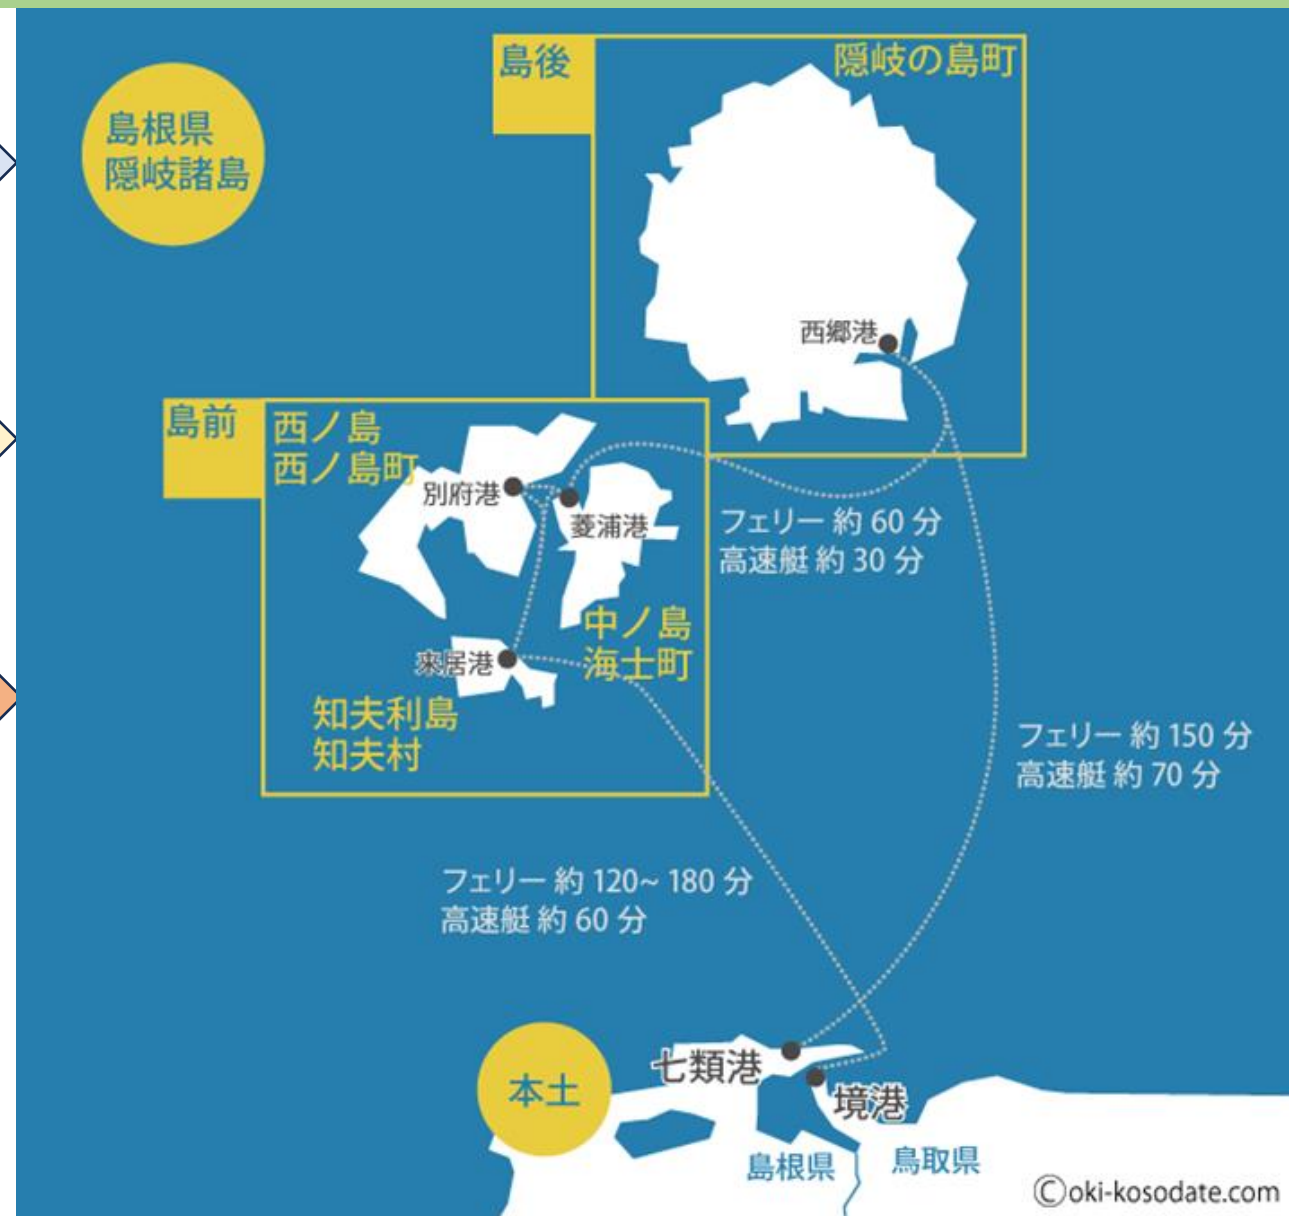 島根県
隠岐諸島
島後
隠岐の島町
西郷港
島前
西ノ島
西ノ島町
別府港
菱浦港
フェリー 約 60 分
高速艇 約 30 分
中ノ島
海士町
来居港
知夫利島
知夫村
フェリー 約 150 分
高速艇 約 70 分
フェリー 約 120~ 180 分
高速艇 約 60 分
本土
七類港
境港
島根県
鳥取県
Ⓒoki-kosodate.com